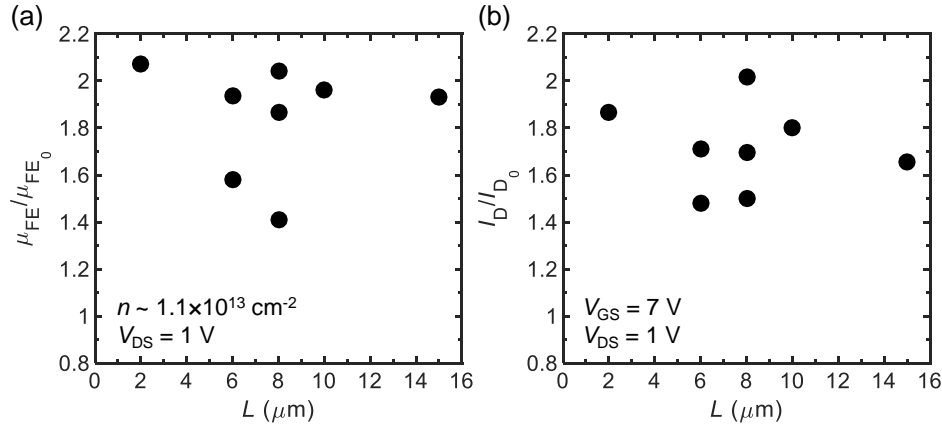 (a)
2.2
2
1.8
1.6
1.4
1.2
1
0.8
μFE/μFE0
n ~ 1.1×10¹³ cm⁻²
VDS = 1 V
0 2 4 6 8 10 12 14 16
L (μm)
(b)
2.2
2
1.8
1.6
1.4
1.2
1
0.8
ID/ID0
VGS = 7 V
VDS = 1 V
0 2 4 6 8 10 12 14 16
L (μm)